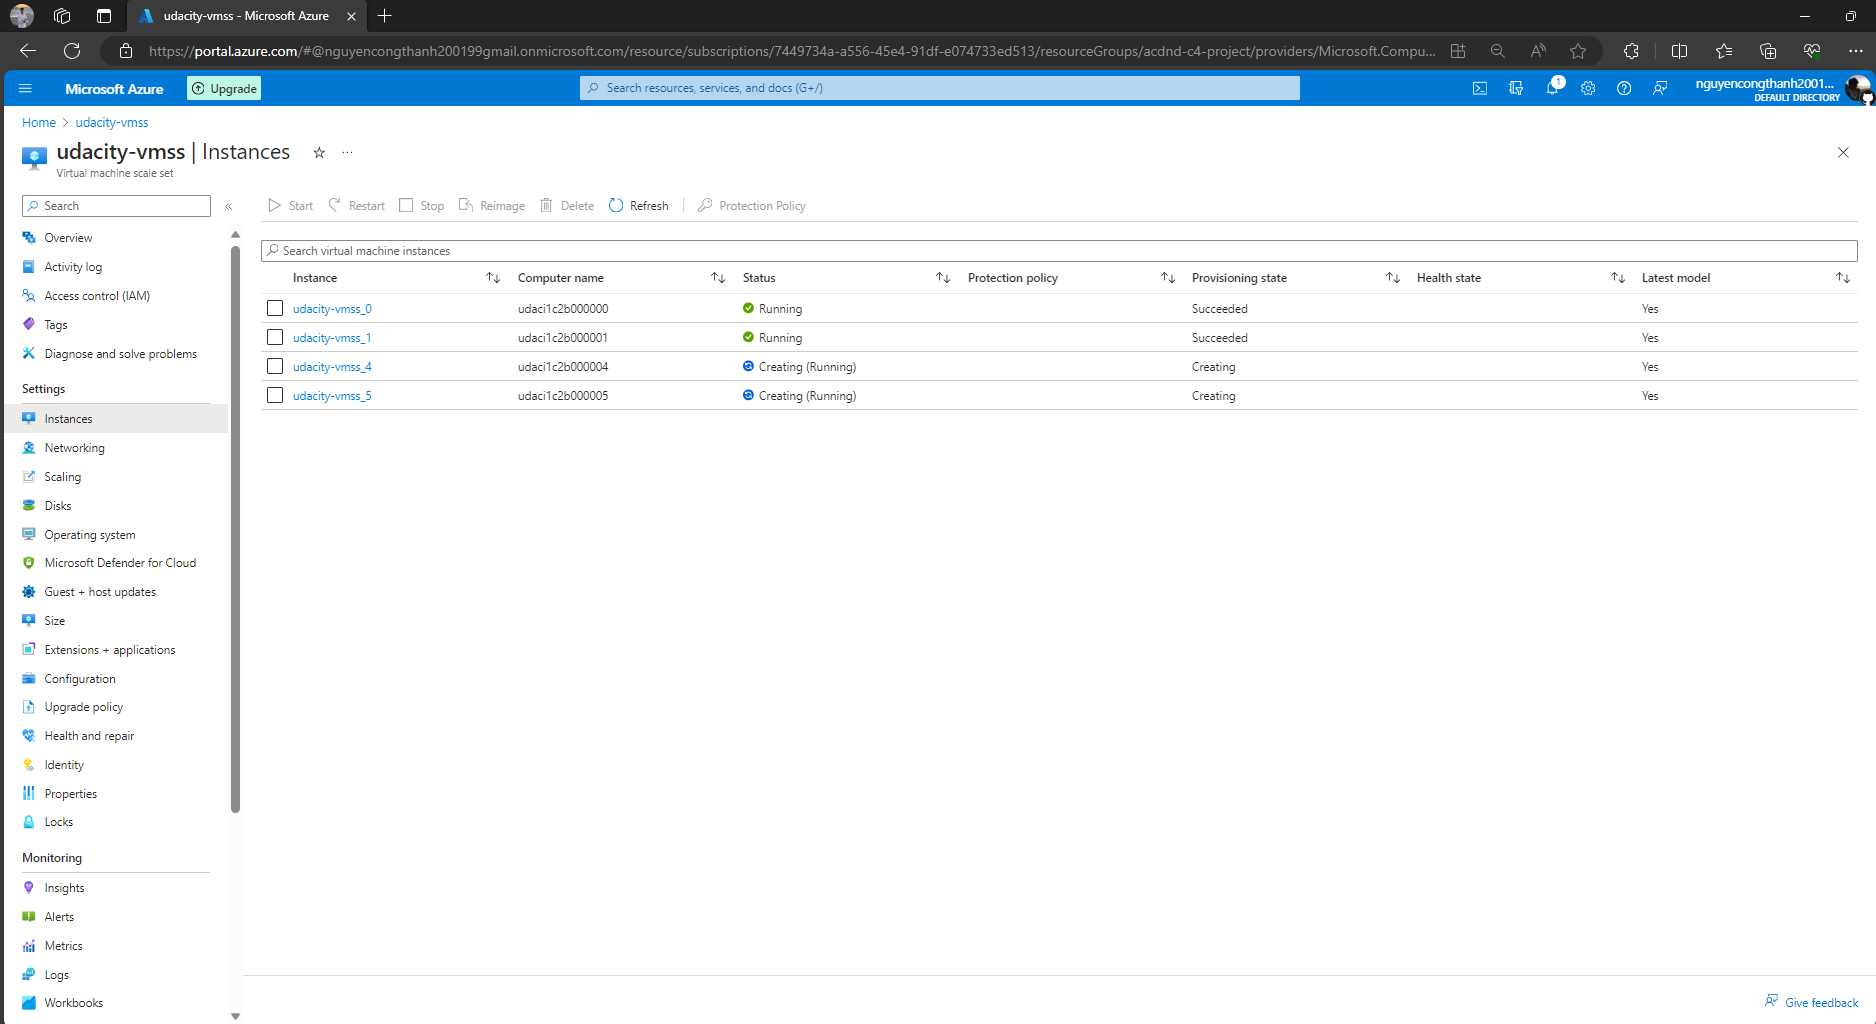 udacity-vmss - Microsoft Azure
https://portal.azure.com/#@nguyencongthanh200199gmail.onmicrosoft.com/resource/subscriptions/7449734a-a556-45e4-91df-e074733ed513/resourceGroups/acdnd-c4-project/providers/Microsoft.Compu...
Microsoft Azure
Upgrade
Search resources, services, and docs (G+/)
1
nguyencongthanh2001...
DEFAULT DIRECTORY
Home > udacity-vmss
udacity-vmss | Instances
Virtual machine scale set
Search
Start Restart Stop Reimage Delete Refresh Protection Policy
Search virtual machine instances
Instance Computer name Status Protection policy Provisioning state Health state Latest model
udacity-vmss_0 udaci1c2b000000 Running Succeeded Yes
udacity-vmss_1 udaci1c2b000001 Running Succeeded Yes
udacity-vmss_4 udaci1c2b000004 Creating (Running) Creating Yes
udacity-vmss_5 udaci1c2b000005 Creating (Running) Creating Yes
Overview
Activity log
Access control (IAM)
Tags
Diagnose and solve problems
Settings
Instances
Networking
Scaling
Disks
Operating system
Microsoft Defender for Cloud
Guest + host updates
Size
Extensions + applications
Configuration
Upgrade policy
Health and repair
Identity
Properties
Locks
Monitoring
Insights
Alerts
Metrics
Logs
Workbooks
Give feedback